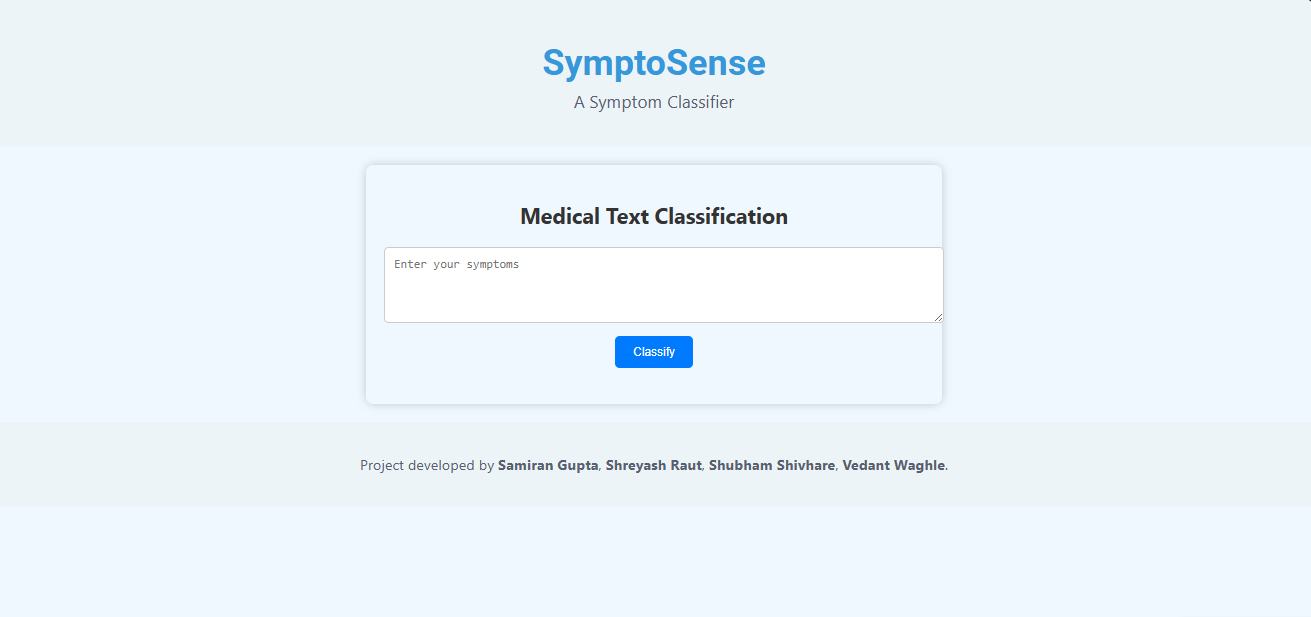 SymptoSense
A Symptom Classifier
Medical Text Classification
Enter your symptoms
Classify
Project developed by Samiran Gupta, Shreyash Raut, Shubham Shivhare, Vedant Waghle.